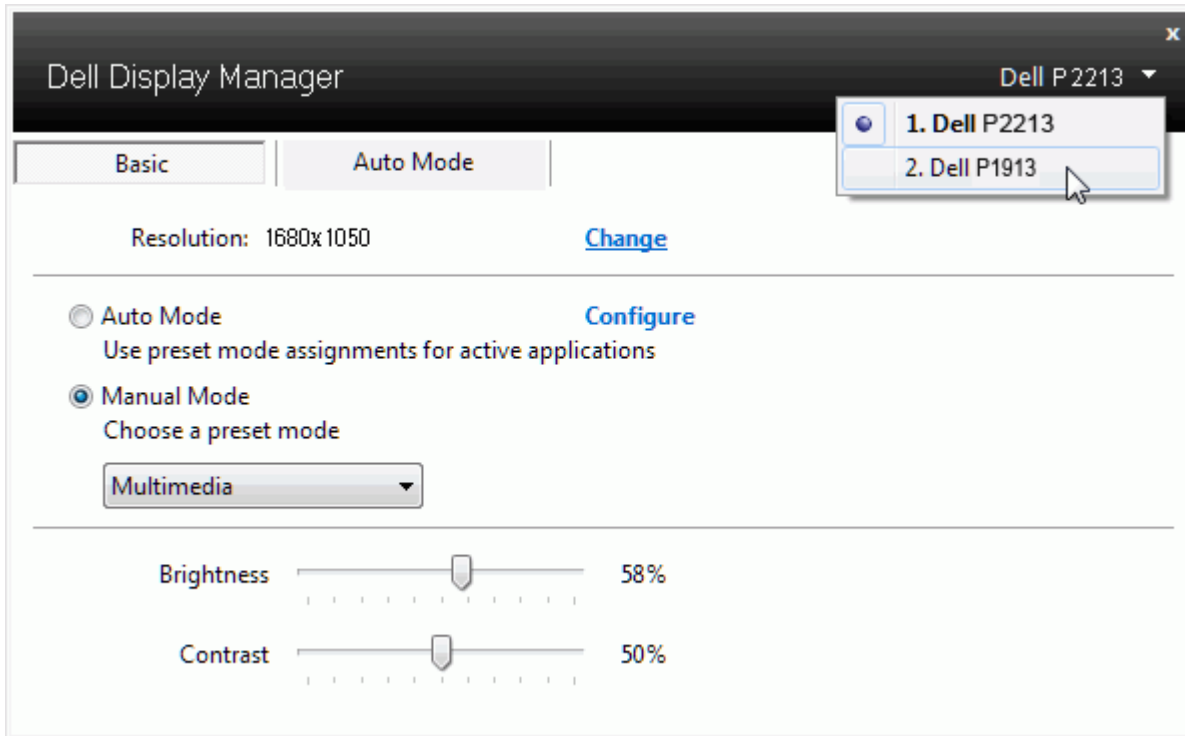 x
Dell Display Manager
Dell P2213
1. Dell P2213
2. Dell P1913
Basic
Auto Mode
Resolution: 1680x1050 Change
Auto Mode Configure
Use preset mode assignments for active applications
Manual Mode
Choose a preset mode
Multimedia
Brightness 58%
Contrast 50%